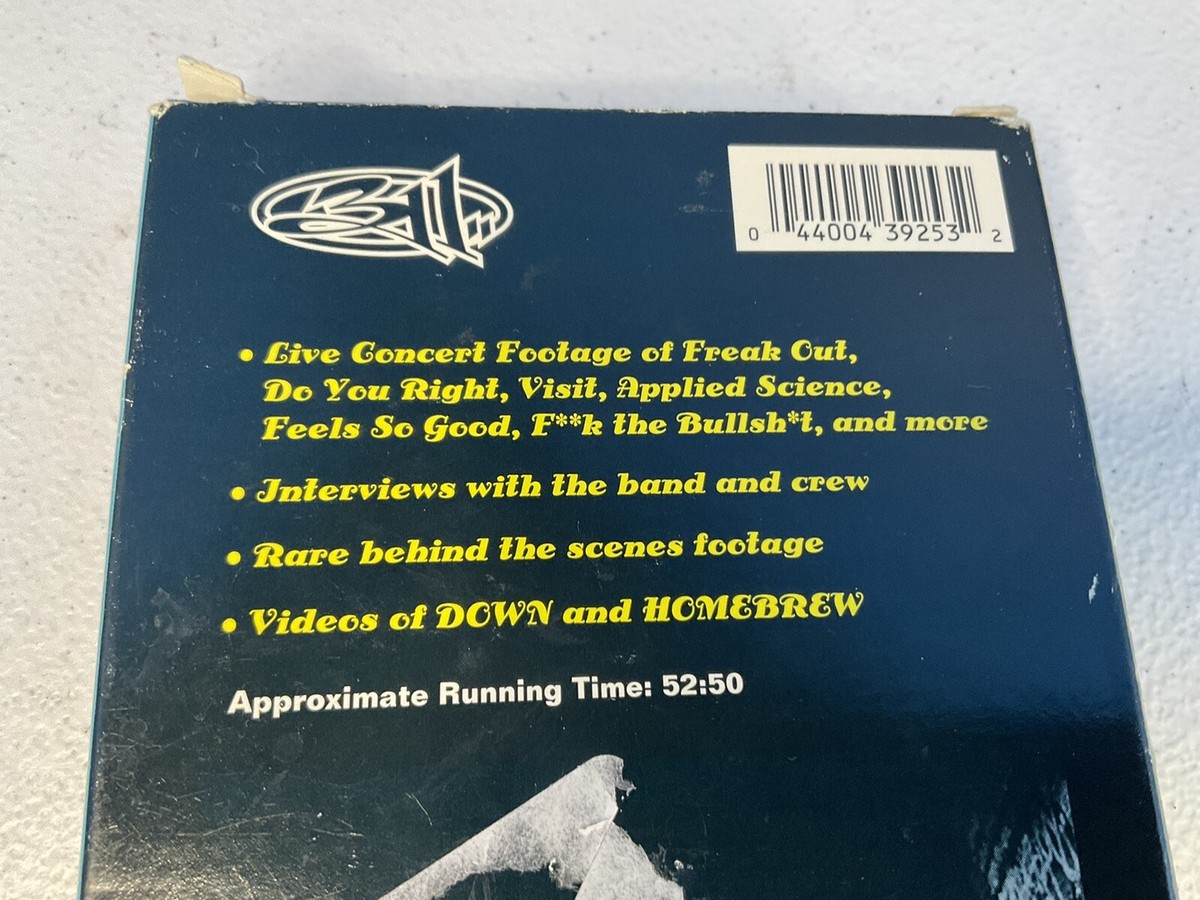 311
0 44004 39253 2
• Live Concert Footage of Freak Out,
Do You Right, Visit, Applied Science,
Feels So Good, F**k the Bullsh*t, and more
• Interviews with the band and crew
• Rare behind the scenes footage
• Videos of DOWN and HOMEBREW
Approximate Running Time: 52:50